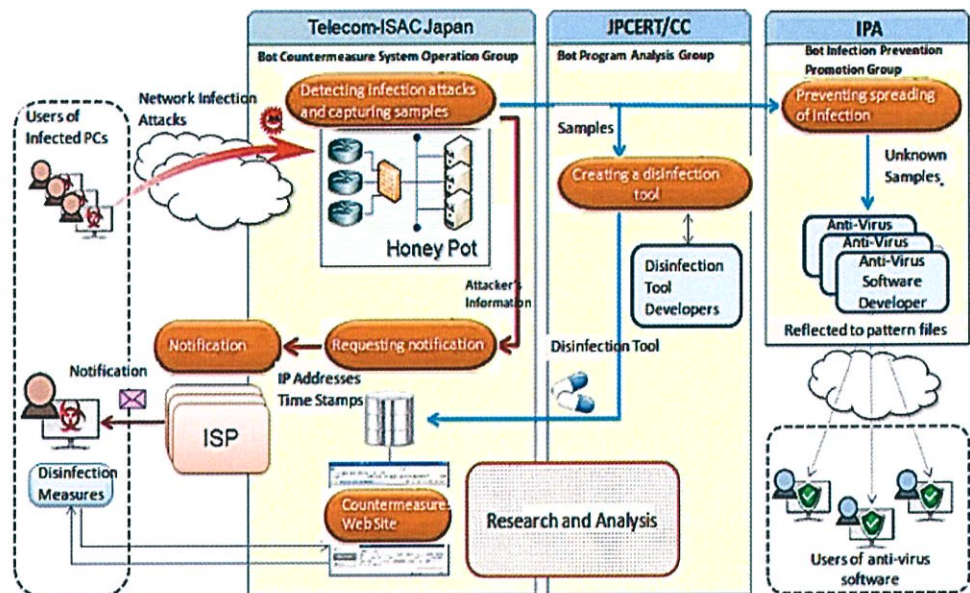 Telecom-ISAC Japan
Bot Countermeasure System Operation Group
JPCERT/CC
Bot Program Analysis Group
IPA
Bot Infection Prevention
Promotion Group
Users of
Infected PCs
Network Infection
Attacks
Detecting infection attacks
and capturing samples
Honey Pot
Samples
Creating a disinfection
tool
Disinfection
Tool
Developers
Preventing spreading
of infection
Unknown
Samples
Anti-Virus
Anti-Virus
Anti-Virus
Software
Developer
Reflected to pattern files
Attacker's
Information
Notification
Requesting notification
Disinfection Tool
Notification
IP Addresses
Time Stamps
ISP
Disinfection
Measures
Countermeasures
Web Site
Research and Analysis
Users of anti-virus
software